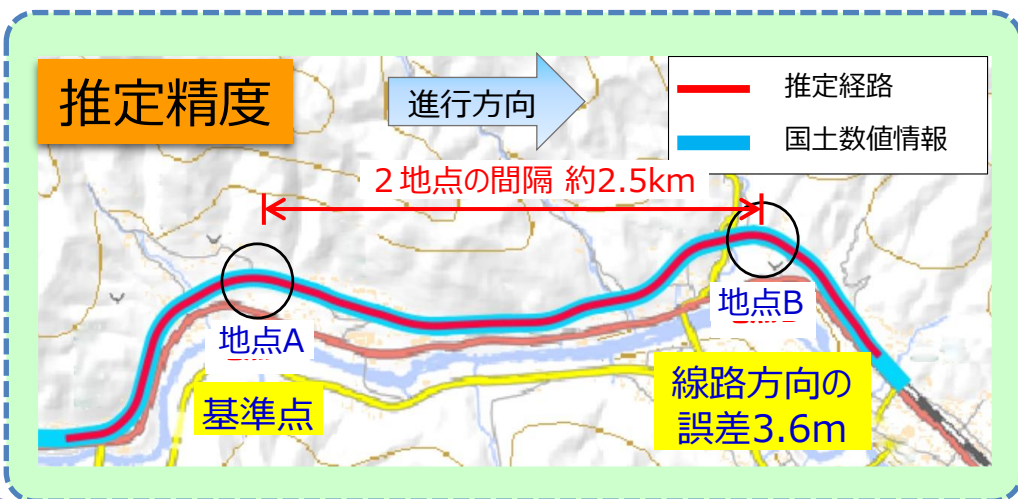 推定精度
進行方向
推定経路
国土数値情報
２地点の間隔 約2.5km
地点A
地点B
基準点
線路方向の
誤差3.6m